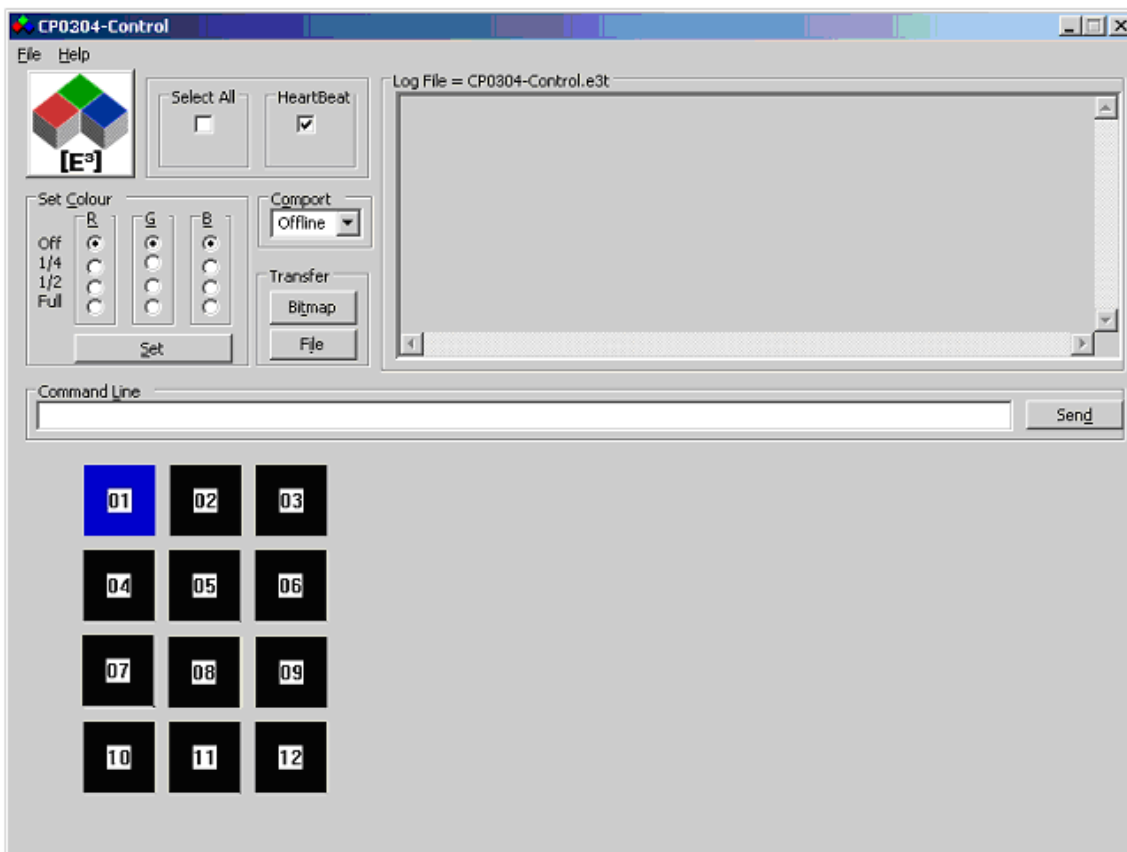 CP0304-Control
File Help
Select All
HeartBeat
[E³]
Log File = CP0304-Control.e3t
Set Colour
R G B
Off
1/4
1/2
Full
Set
Comport
Offline
Transfer
Bitmap
File
Command Line
Send
01 02 03
04 05 06
07 08 09
10 11 12